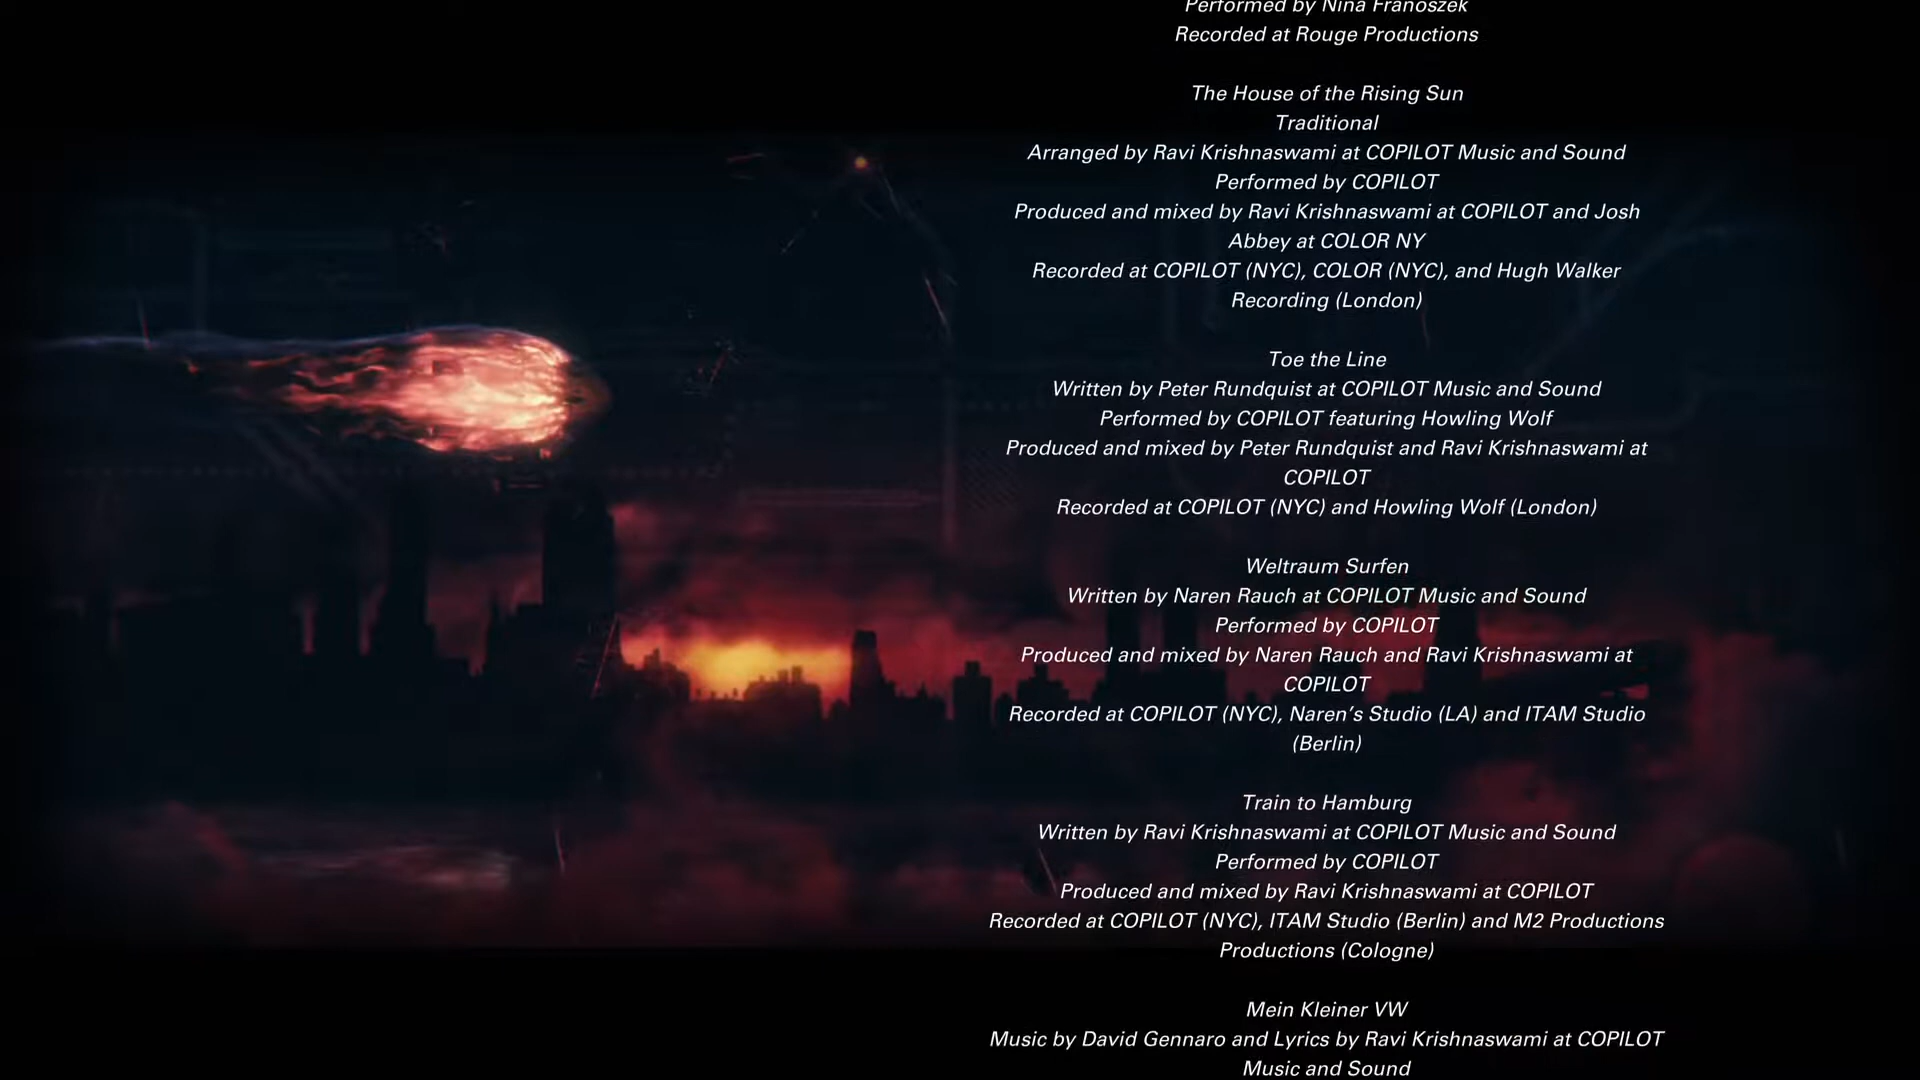 Performed by Nina Franoszek
Recorded at Rouge Productions
The House of the Rising Sun
Traditional
Arranged by Ravi Krishnaswami at COPILOT Music and Sound
Performed by COPILOT
Produced and mixed by Ravi Krishnaswami at COPILOT and Josh
Abbey at COLOR NY
Recorded at COPILOT (NYC), COLOR (NYC), and Hugh Walker
Recording (London)
Toe the Line
Written by Peter Rundquist at COPILOT Music and Sound
Performed by COPILOT featuring Howling Wolf
Produced and mixed by Peter Rundquist and Ravi Krishnaswami at
COPILOT
Recorded at COPILOT (NYC) and Howling Wolf (London)
Weltraum Surfen
Written by Naren Rauch at COPILOT Music and Sound
Performed by COPILOT
Produced and mixed by Naren Rauch and Ravi Krishnaswami at
COPILOT
Recorded at COPILOT (NYC), Naren's Studio (LA) and ITAM Studio
(Berlin)
Train to Hamburg
Written by Ravi Krishnaswami at COPILOT Music and Sound
Performed by COPILOT
Produced and mixed by Ravi Krishnaswami at COPILOT
Recorded at COPILOT (NYC), ITAM Studio (Berlin) and M2 Productions
Productions (Cologne)
Mein Kleiner VW
Music by David Gennaro and Lyrics by Ravi Krishnaswami at COPILOT
Music and Sound